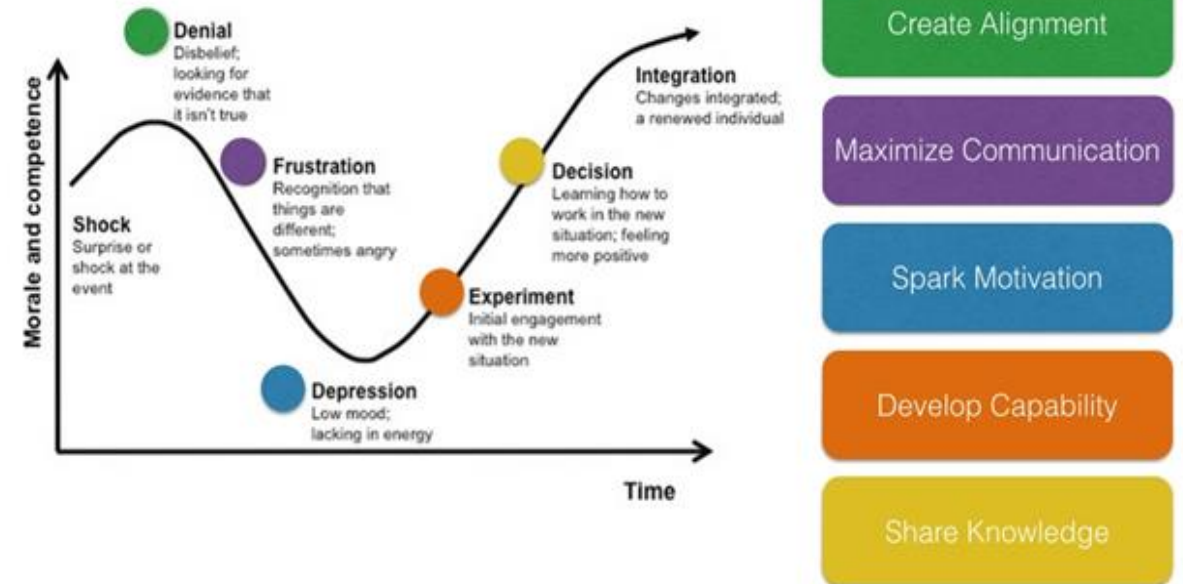 Denial
Disbelief;
looking for
evidence that
it isn't true
Morale and competence
Shock
Surprise or
shock at the
event
Frustration
Recognition that
things are
different;
sometimes angry
Depression
Low mood;
lacking in energy
Experiment
Initial engagement
with the new
situation
Decision
Learning how to
work in the new
situation; feeling
more positive
Integration
Changes integrated;
a renewed individual
Time
Create Alignment
Maximize Communication
Spark Motivation
Develop Capability
Share Knowledge